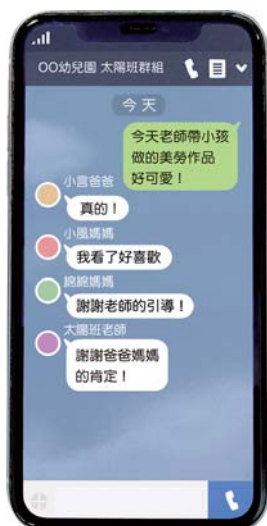 OO幼兒園 太陽班群組
今天
今天老師帶小孩
做的美勞作品
好可愛！
小宮爸爸
真的！
小風媽媽
我看了好喜歡
綿綿媽媽
謝謝老師的引導！
太陽班老師
謝謝爸爸媽媽
的肯定！